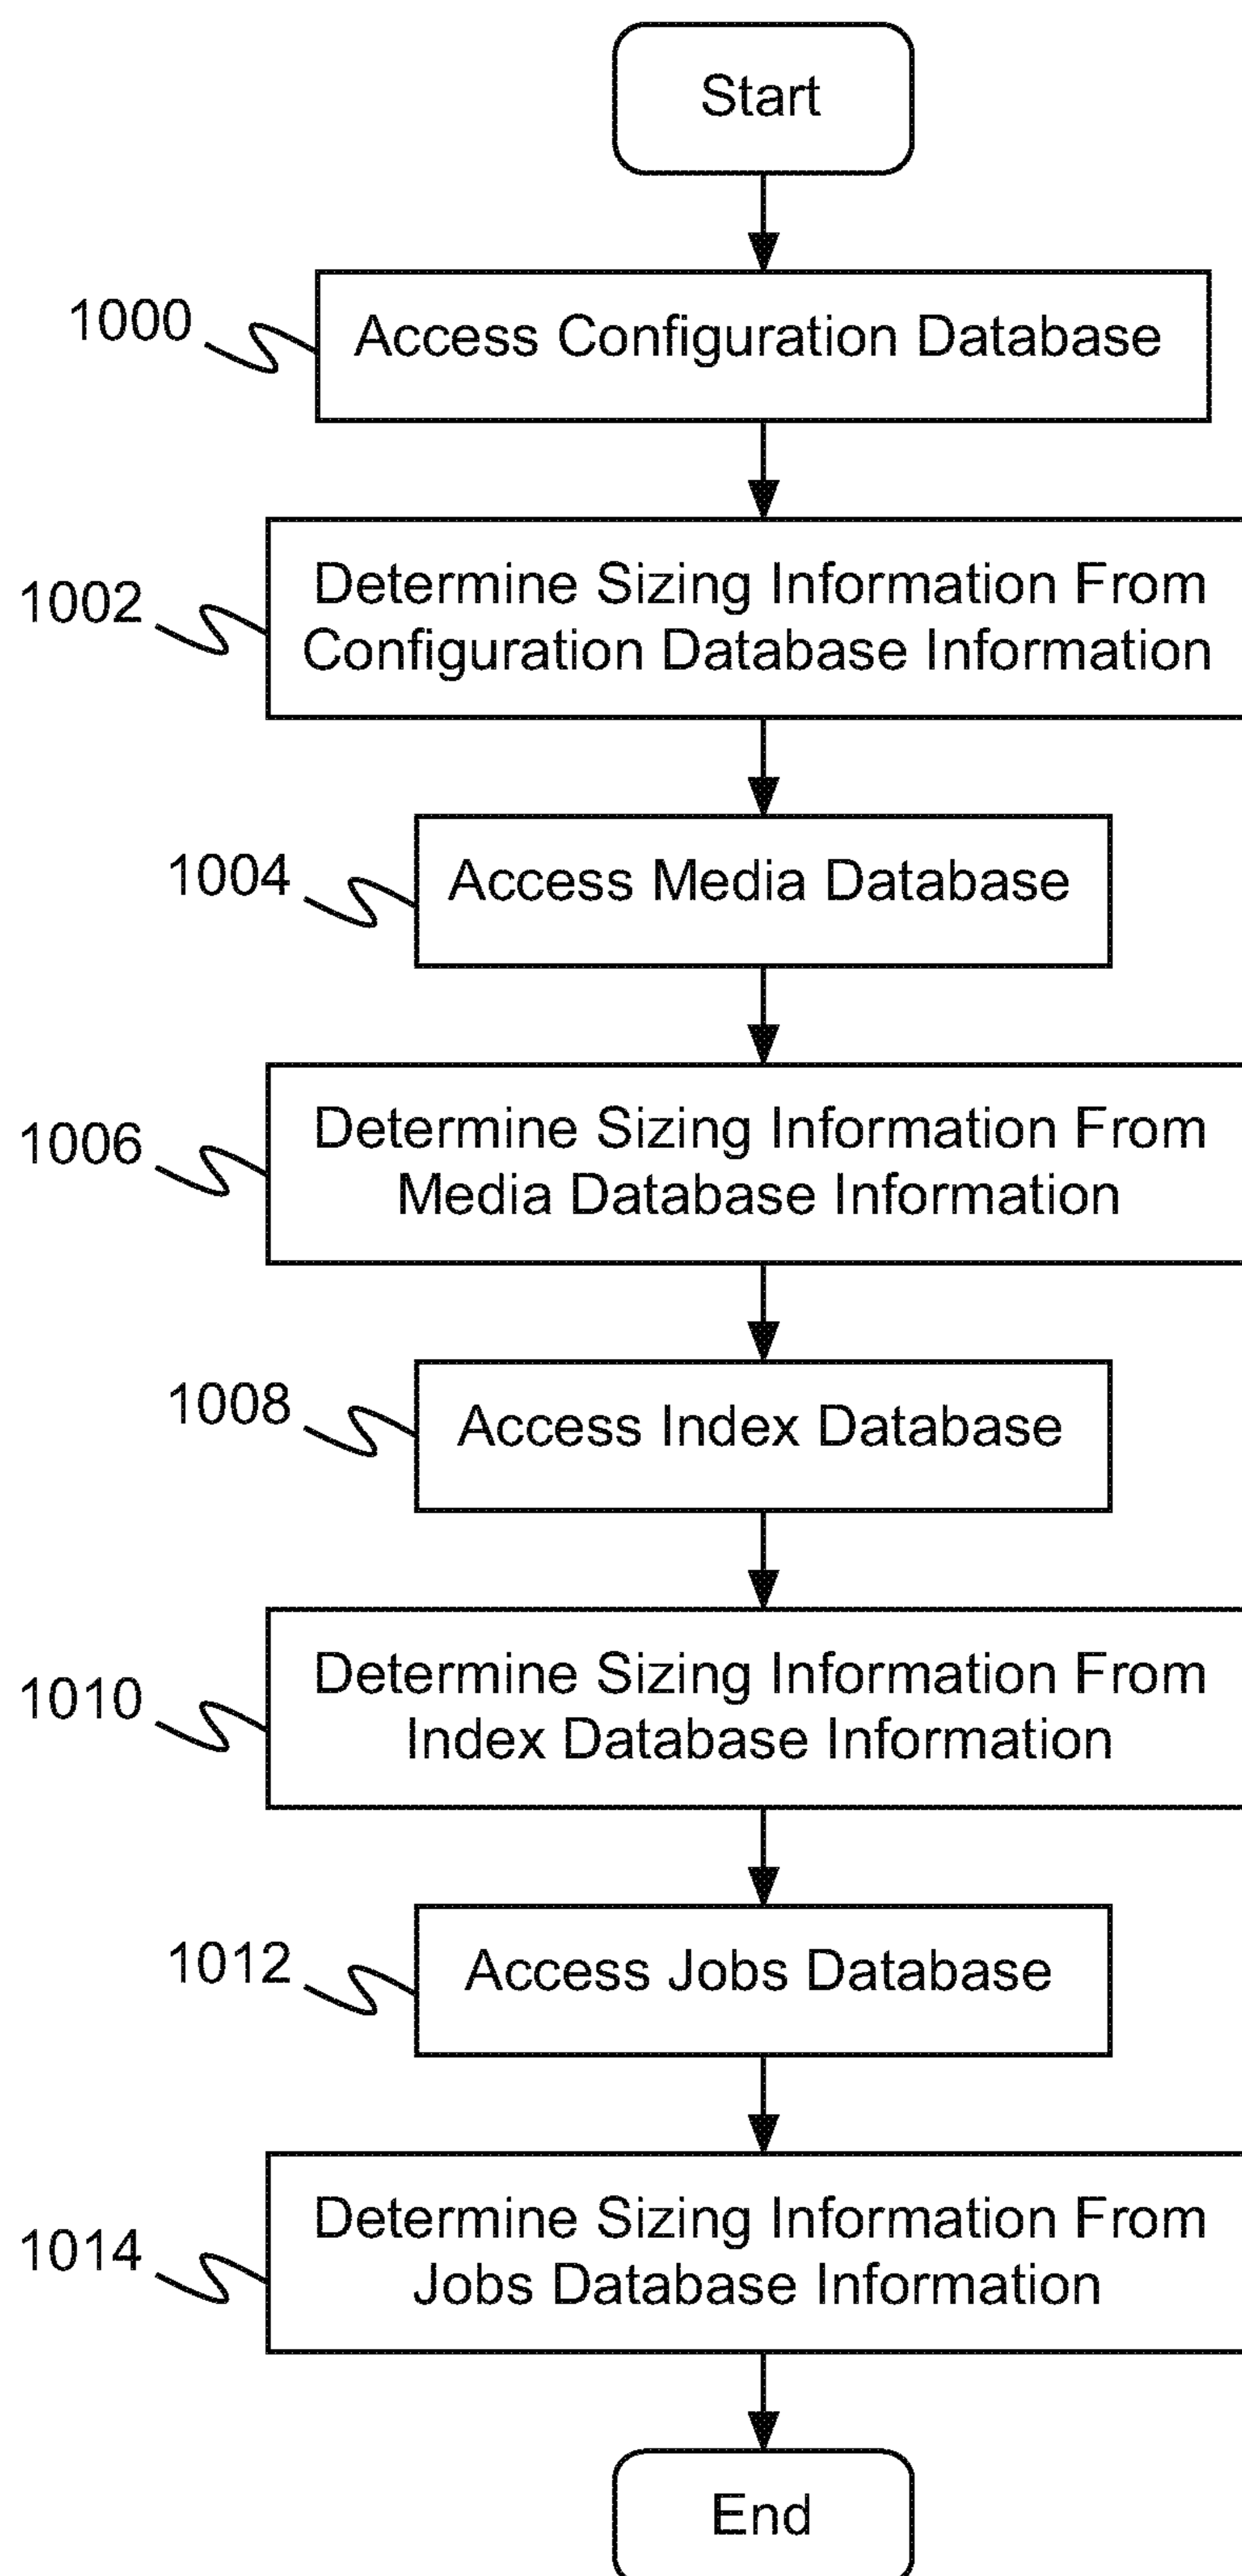 Start
1000
Access Configuration Database
1002
Determine Sizing Information From
Configuration Database Information
1004
Access Media Database
1006
Determine Sizing Information From
Media Database Information
1008
Access Index Database
1010
Determine Sizing Information From
Index Database Information
1012
Access Jobs Database
1014
Determine Sizing Information From
Jobs Database Information
End